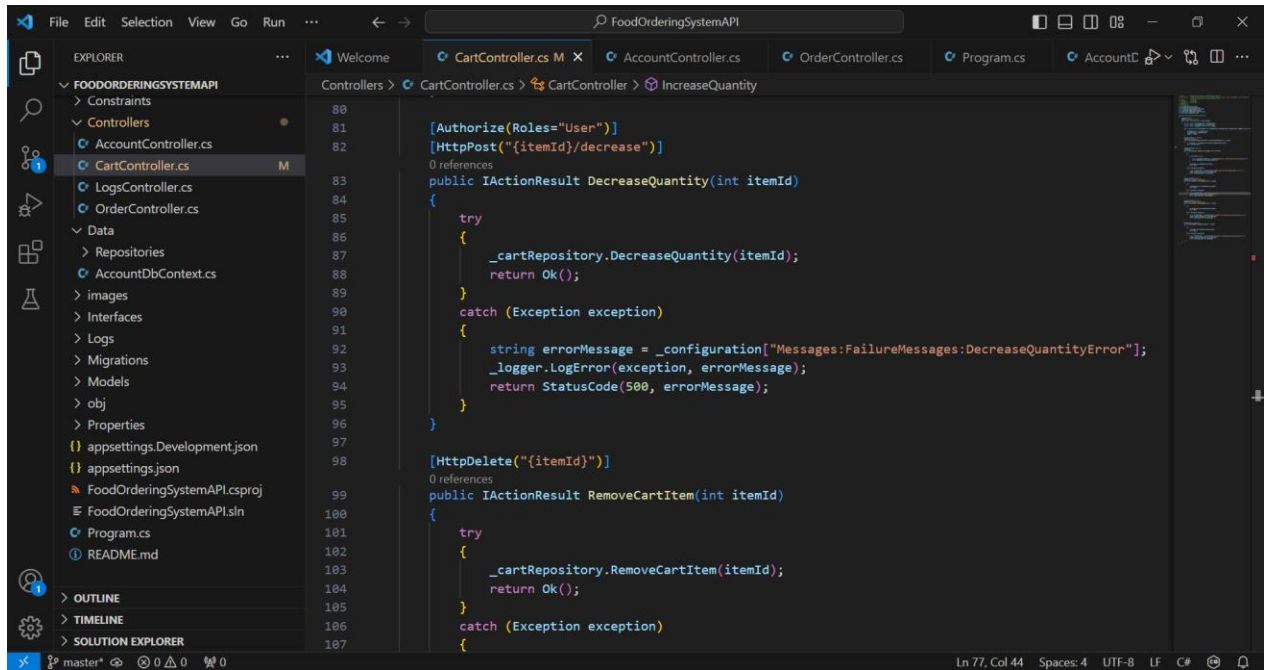 File Edit Selection View Go Run ··· FoodOrderingSystemAPI
EXPLORER
FOODORDERINGSYSTEMAPI
Constraints
Controllers
AccountController.cs
CartController.cs M
LogsController.cs
OrderController.cs
Data
Repositories
AccountDbContext.cs
images
Interfaces
Logs
Migrations
Models
obj
Properties
{} appsettings.Development.json
{} appsettings.json
FoodOrderingSystemAPI.csproj
FoodOrderingSystemAPI.sln
Program.cs
README.md
OUTLINE
TIMELINE
SOLUTION EXPLORER
1
1
Welcome CartController.cs M AccountController.cs OrderController.cs Program.cs AccountD
Controllers > CartController.cs > CartController > IncreaseQuantity
80
81 [Authorize(Roles="User")]
82 [HttpPost("{itemId}/decrease")]
0 references
83 public IActionResult DecreaseQuantity(int itemId)
84 {
85 try
86 {
87 _cartRepository.DecreaseQuantity(itemId);
88 return Ok();
89 }
90 catch (Exception exception)
91 {
92 string errorMessage = _configuration["Messages:FailureMessages:DecreaseQuantityError"];
93 _logger.LogError(exception, errorMessage);
94 return StatusCode(500, errorMessage);
95 }
96 }
97
98 [HttpDelete("{itemId}")]
0 references
99 public IActionResult RemoveCartItem(int itemId)
100 {
101 try
102 {
103 _cartRepository.RemoveCartItem(itemId);
104 return Ok();
105 }
106 catch (Exception exception)
107 {
master* 0 0 0 Ln 77, Col 44 Spaces: 4 UTF-8 LF C#